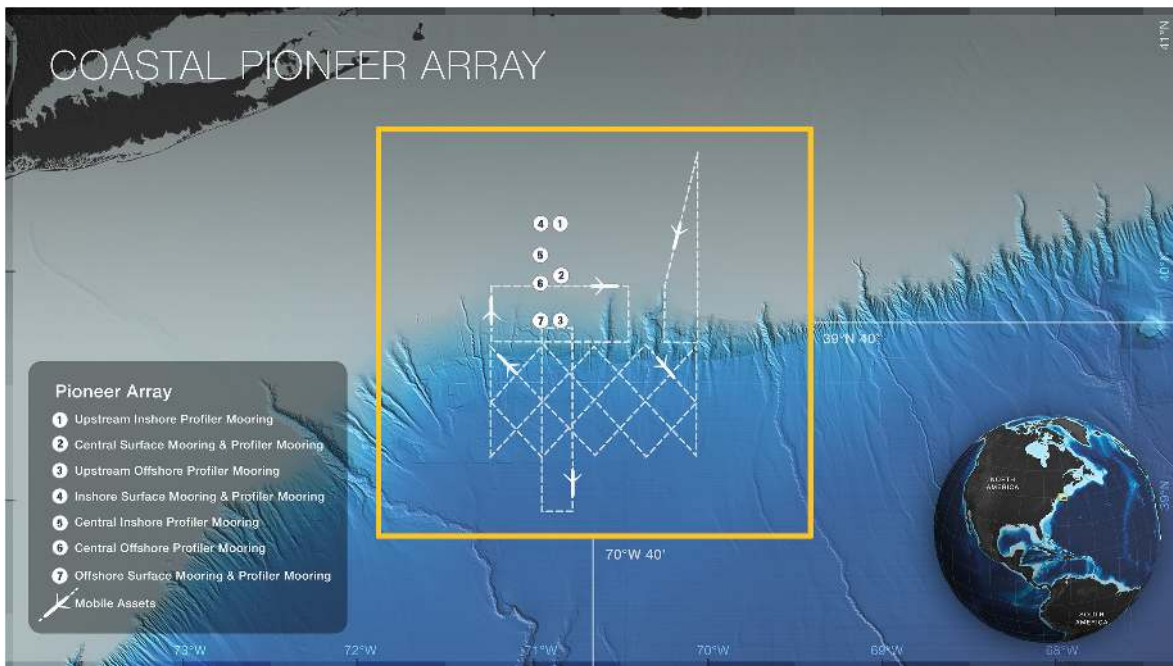 COASTAL PIONEER ARRAY
41°N
4
1
5
2
6
40°N
7
3
39°N 40'
Pioneer Array
1 Upstream Inshore Profiler Mooring
2 Central Surface Mooring & Profiler Mooring
3 Upstream Offshore Profiler Mooring
4 Inshore Surface Mooring & Profiler Mooring
5 Central Inshore Profiler Mooring
6 Central Offshore Profiler Mooring
7 Offshore Surface Mooring & Profiler Mooring
Mobile Assets
70°W 40'
NORTH
AMERICA
SOUTH
AMERICA
73°W
72°W
71°W
70°W
69°W
68°W